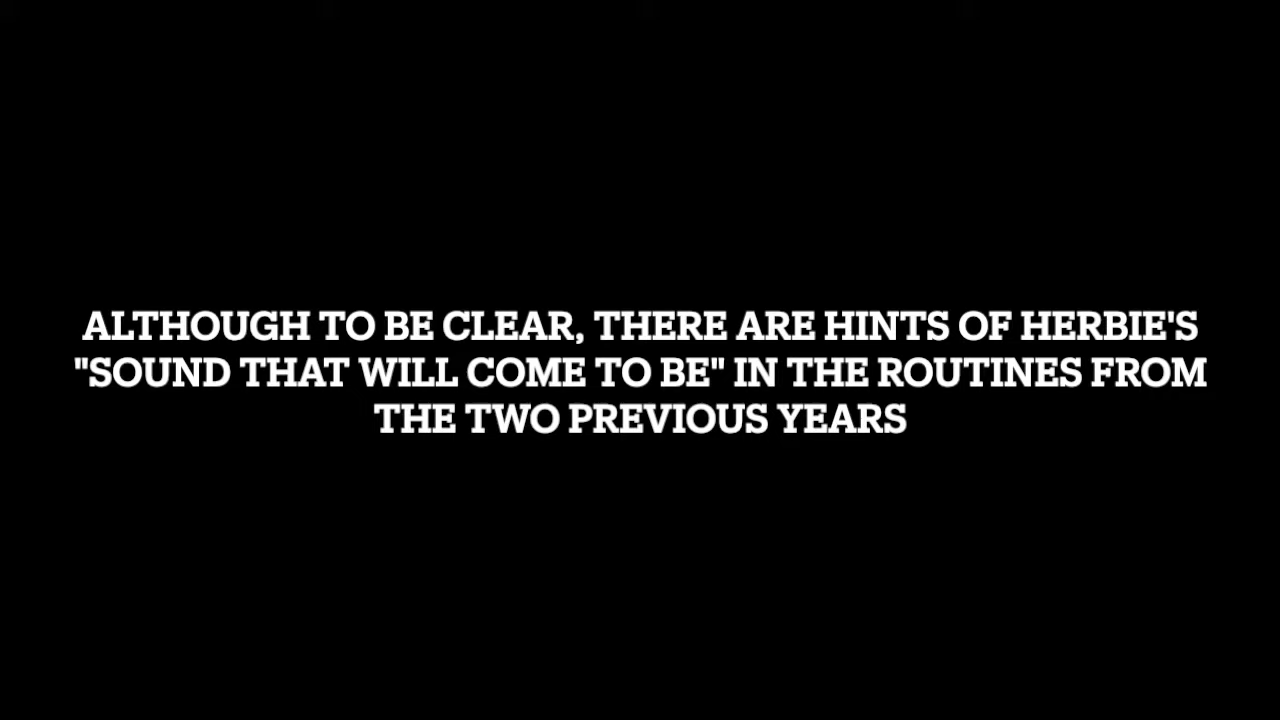 ALTHOUGH TO BE CLEAR, THERE ARE HINTS OF HERBIE'S
"SOUND THAT WILL COME TO BE" IN THE ROUTINES FROM
THE TWO PREVIOUS YEARS